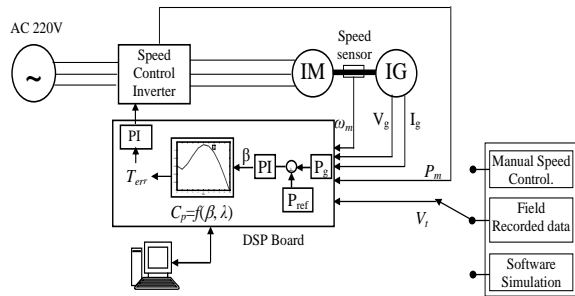 AC 220V
~
Speed
Control
Inverter
IM
Speed
sensor
IG
ωm
Vg
Ig
PI
β
PI
Pg
Pm
Terr
Pref
Cp=f(β, λ)
DSP Board
Vt
Manual Speed
Control.
Field
Recorded data
Software
Simulation